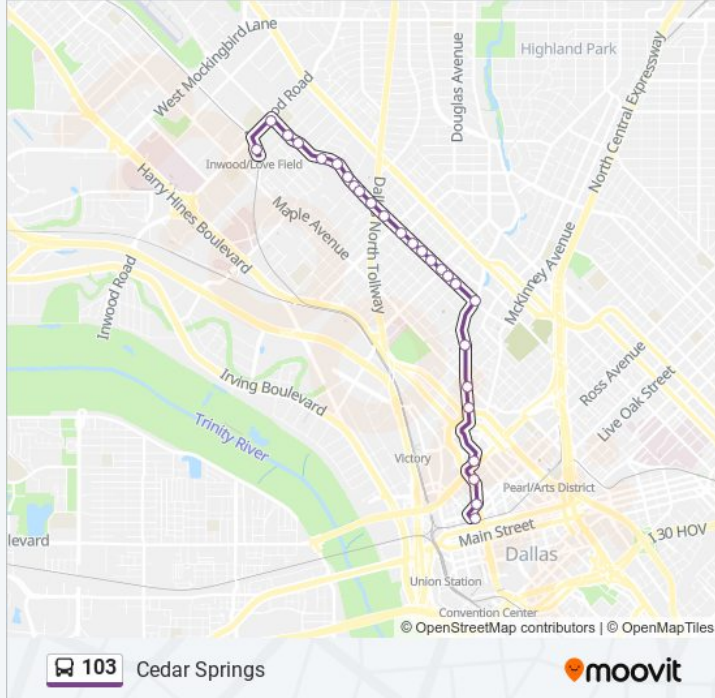 West Mockingbird Lane
Highland Park
Douglas Avenue
North Central Expressway
od Road
Inwood/Love Field
Harry Hines Boulevard
Maple Avenue
Dallas North Tollway
McKinney Avenue
Inwood Road
Irving Boulevard
Ross Avenue
Live Oak Street
Trinity River
Victory
Pearl/Arts District
levard
Main Street
I 30 HOV
Dallas
Union Station
Convention Center
© OpenStreetMap contributors | © OpenMapTiles
103 Cedar Springs
moovit